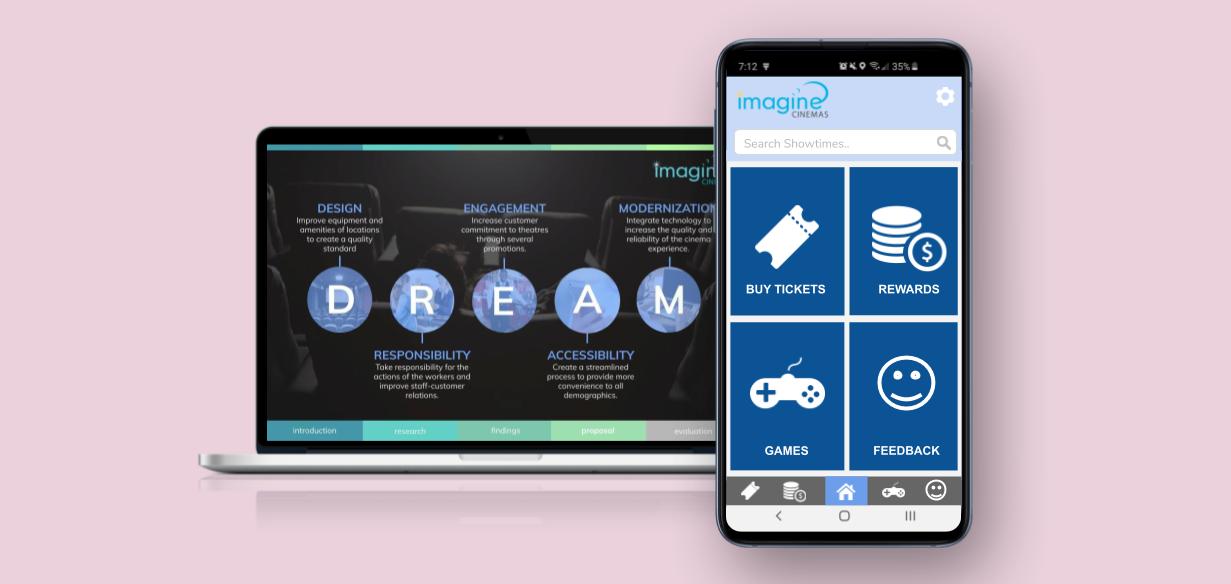 imagin
CINE
DESIGN
Improve equipment and
amenities of locations
to create a quality
standard
ENGAGEMENT
Increase customer
commitment to theatres
through several
promotions.
MODERNIZATION
Integrate technology to
increase the quality and
reliability of the cinema
experience.
D R E A M
RESPONSIBILITY
Take responsibility for the
actions of the workers and
improve staff-customer
relations.
ACCESSIBILITY
Create a streamlined
process to provide more
convenience to all
demographics.
introduction research findings proposal evaluation
7:12 35%
imagine
CINEMAS
Search Showtimes..
BUY TICKETS
REWARDS
$
GAMES
FEEDBACK
$